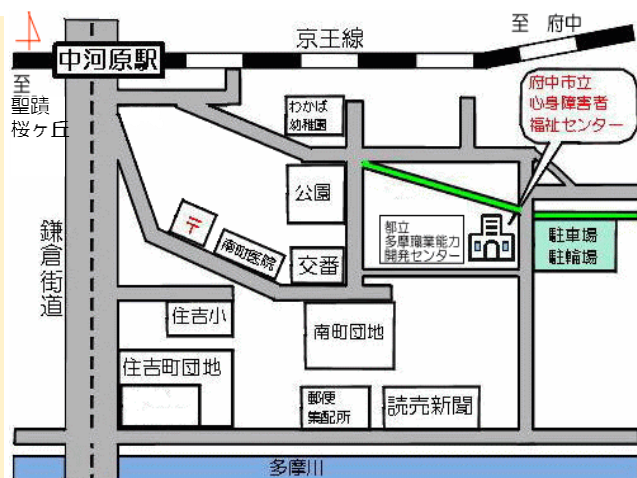 至 府中
京王線
中河原駅
至
聖蹟
桜ヶ丘
府中市立
心身障害者
福祉センター
わかば
幼稚園
公園
〒
南町医院
交番
都立
多摩職業能力
開発センター
駐車場
駐輪場
鎌倉街道
住吉小
南町団地
住吉町団地
郵便
集配所
読売新聞
多摩川